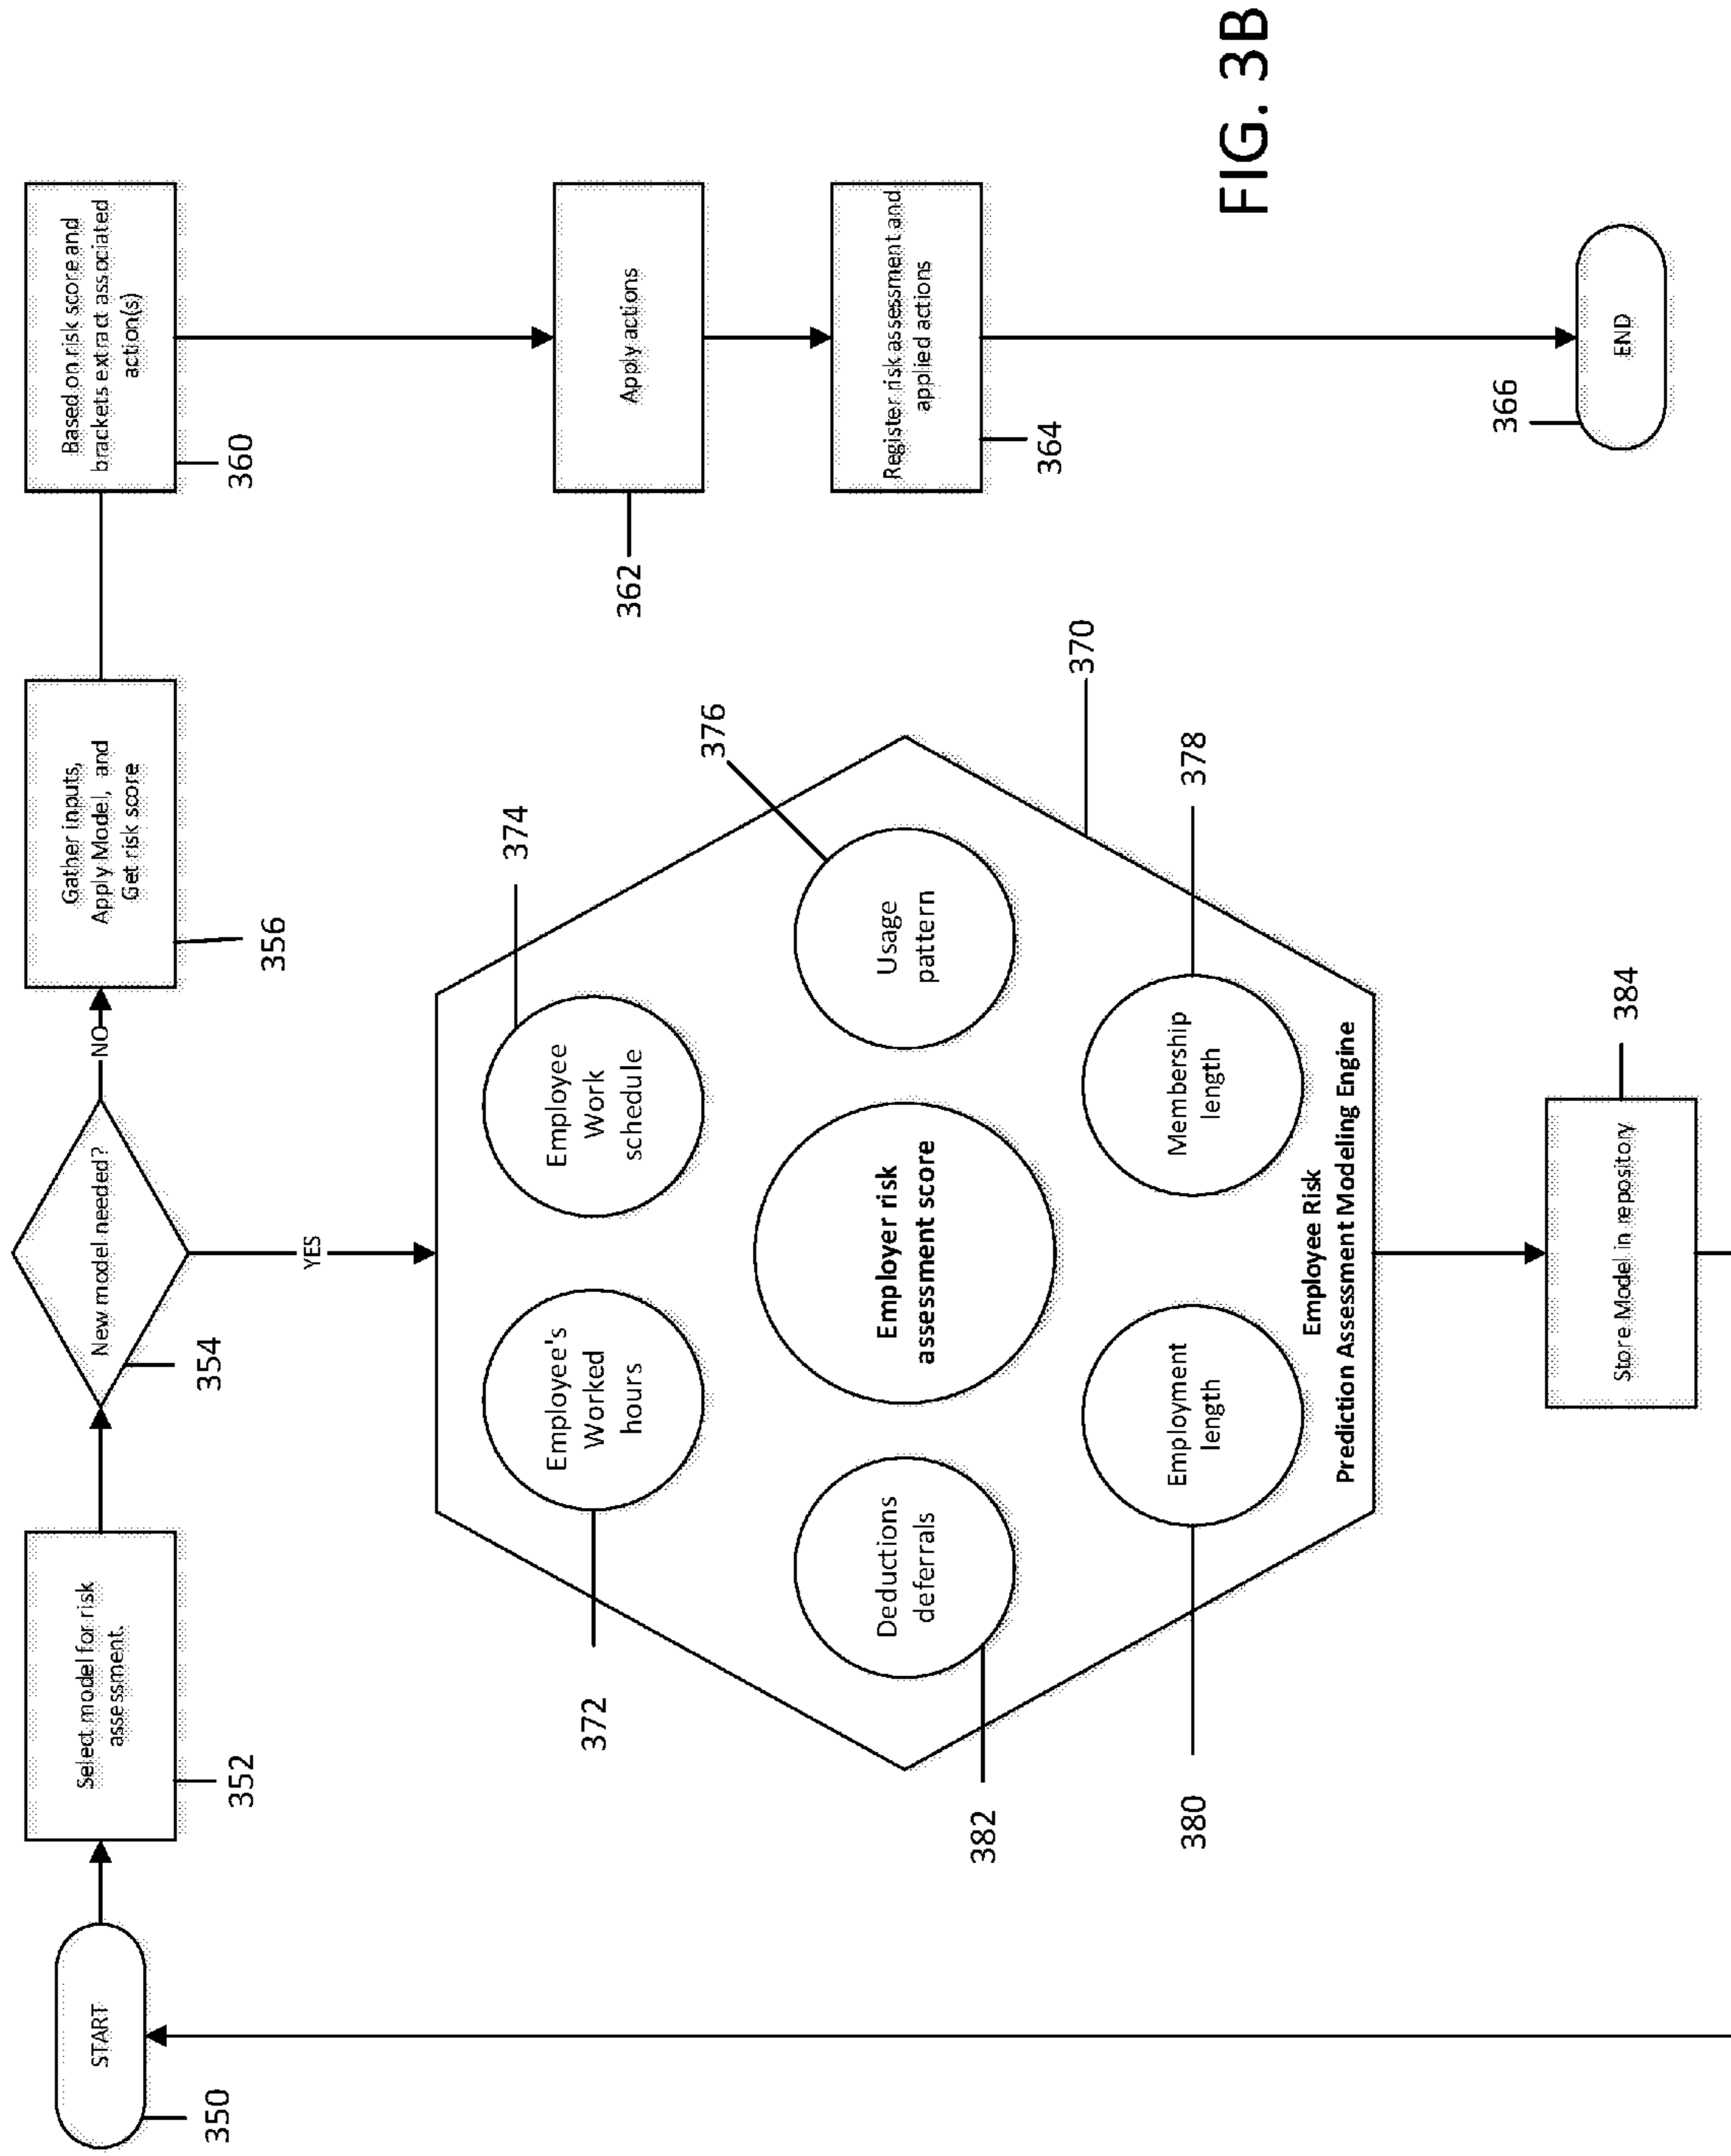 START
350
Select model for risk
assessment.
352
New model needed?
354
NO
YES
Gather inputs,
Apply Model, and
Get risk score
356
Based on risk score and
brackets extract associated
action(s)
360
Apply actions
362
Register risk assessment and
applied actions
364
END
366
Employee's
Worked
hours
372
Employee
Work
schedule
374
Usage
pattern
376
Membership
length
378
Employment
length
380
Deductions
deferrals
382
Employer risk
assessment score
Employee Risk
Prediction Assessment Modeling Engine
370
Store Model in repository
384
FIG. 3B